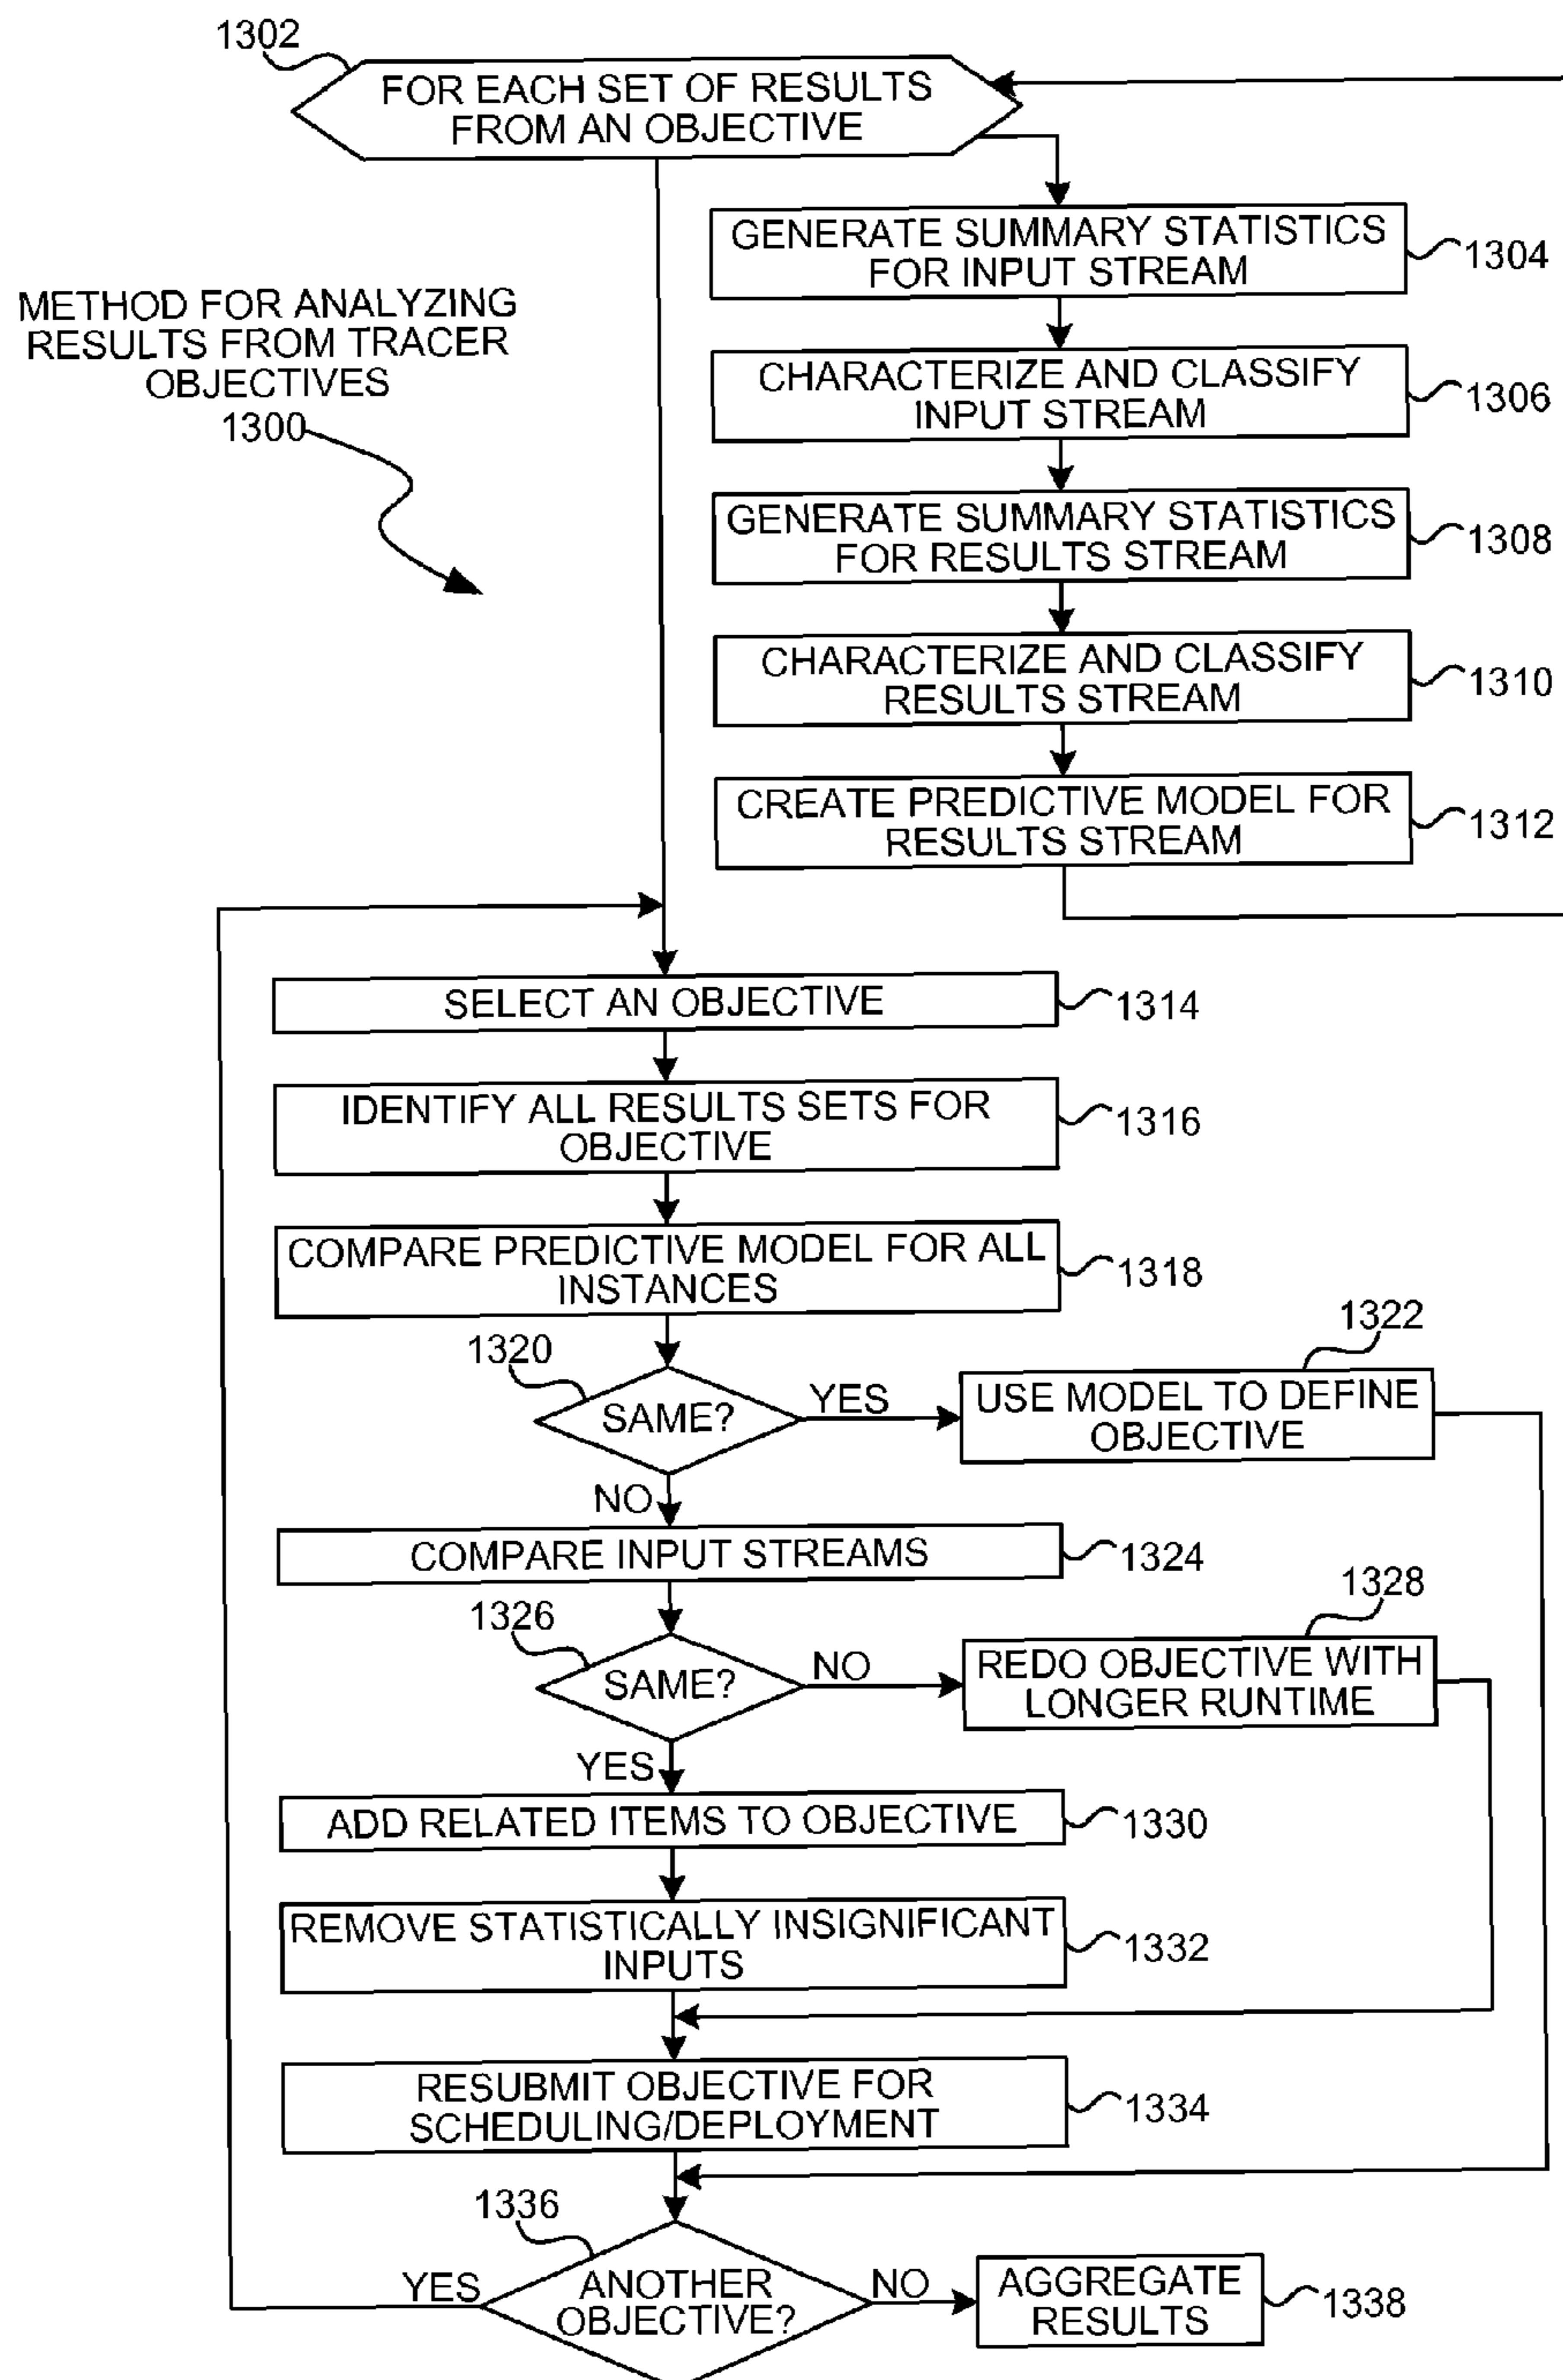 1302
FOR EACH SET OF RESULTS
FROM AN OBJECTIVE
GENERATE SUMMARY STATISTICS
FOR INPUT STREAM
1304
METHOD FOR ANALYZING
RESULTS FROM TRACER
OBJECTIVES
1300
CHARACTERIZE AND CLASSIFY
INPUT STREAM
1306
GENERATE SUMMARY STATISTICS
FOR RESULTS STREAM
1308
CHARACTERIZE AND CLASSIFY
RESULTS STREAM
1310
CREATE PREDICTIVE MODEL FOR
RESULTS STREAM
1312
SELECT AN OBJECTIVE
1314
IDENTIFY ALL RESULTS SETS FOR
OBJECTIVE
1316
COMPARE PREDICTIVE MODEL FOR ALL
INSTANCES
1318
1320
SAME?
YES
1322
USE MODEL TO DEFINE
OBJECTIVE
NO
COMPARE INPUT STREAMS
1324
1326
SAME?
NO
1328
REDO OBJECTIVE WITH
LONGER RUNTIME
YES
ADD RELATED ITEMS TO OBJECTIVE
1330
REMOVE STATISTICALLY INSIGNIFICANT
INPUTS
1332
RESUBMIT OBJECTIVE FOR
SCHEDULING/DEPLOYMENT
1334
1336
YES
ANOTHER
OBJECTIVE?
NO
AGGREGATE
RESULTS
1338